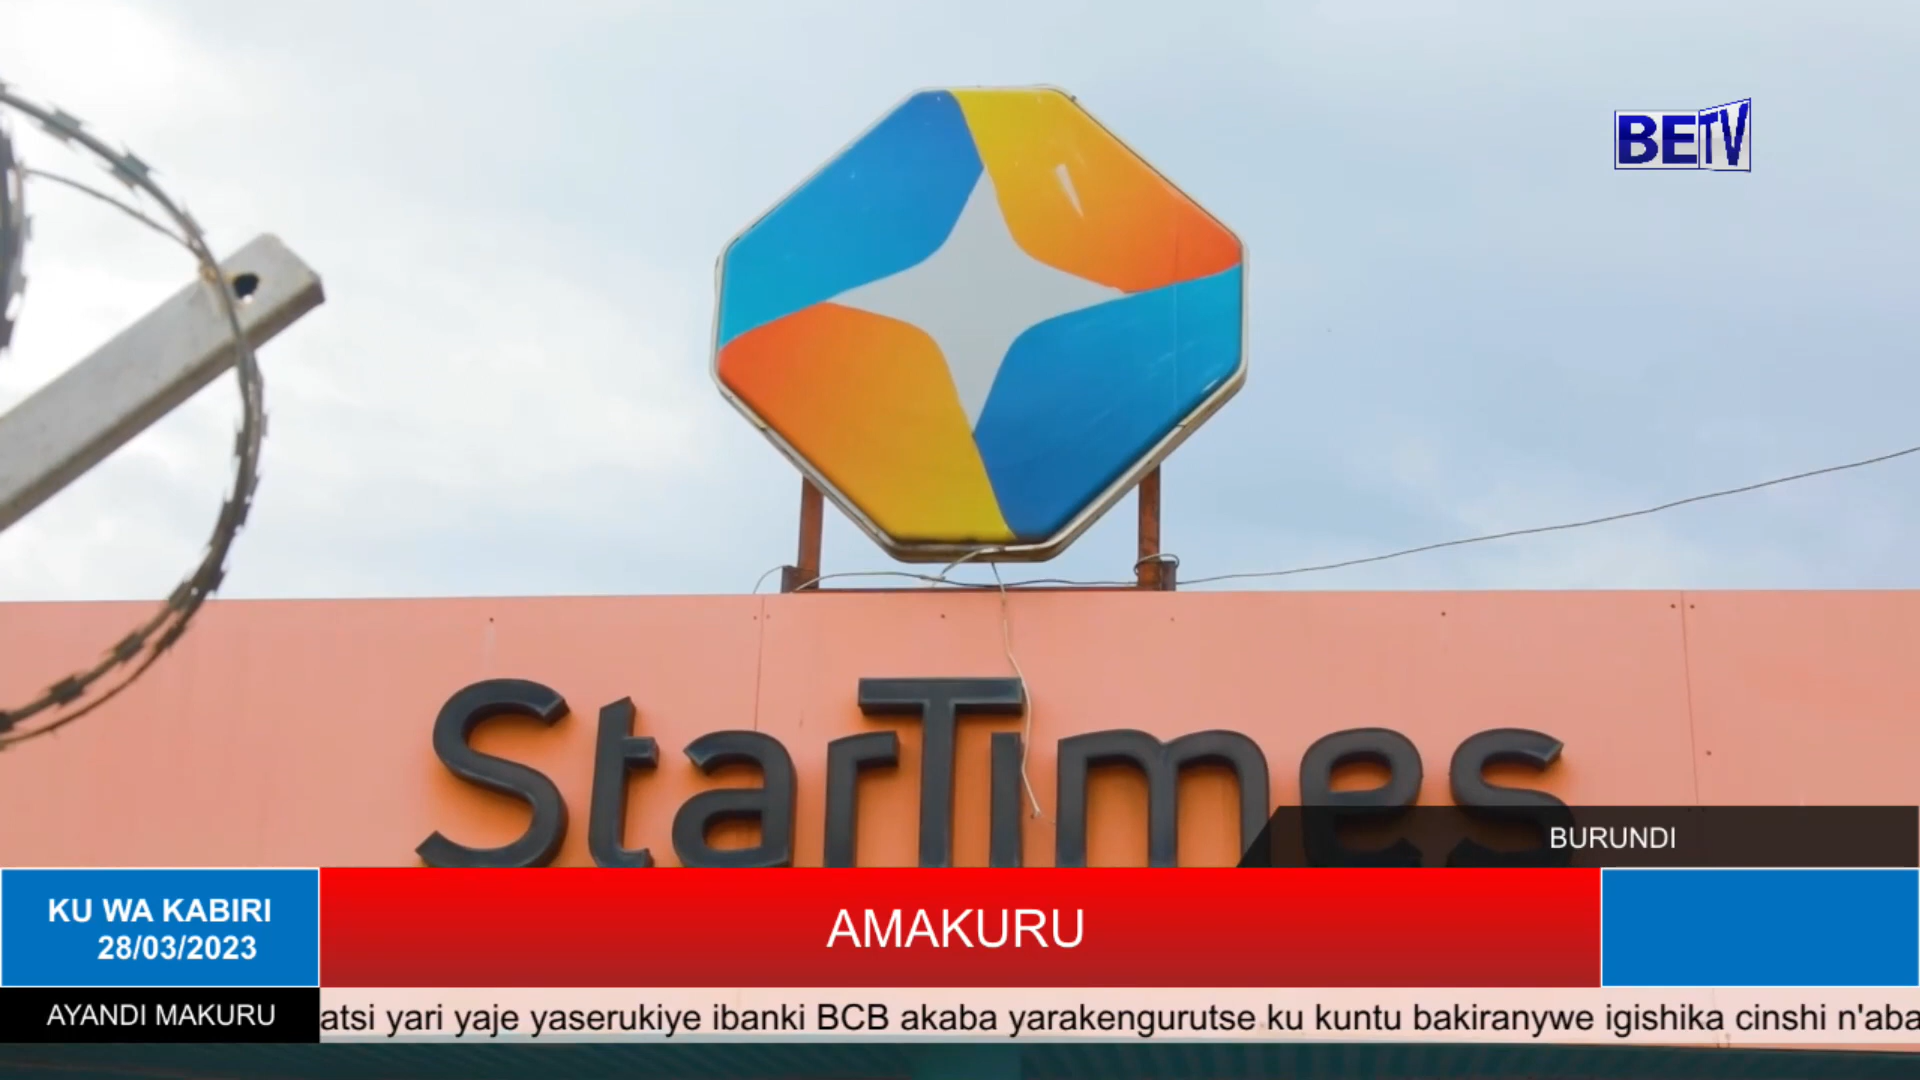 BETV
StarTimes
BURUNDI
KU WA KABIRI
28/03/2023
AMAKURU
AYANDI MAKURU
atsi yari yaje yaserukiye ibanki BCB akaba yarakengurutse ku kuntu bakiranywe igishika cinshi n'aba